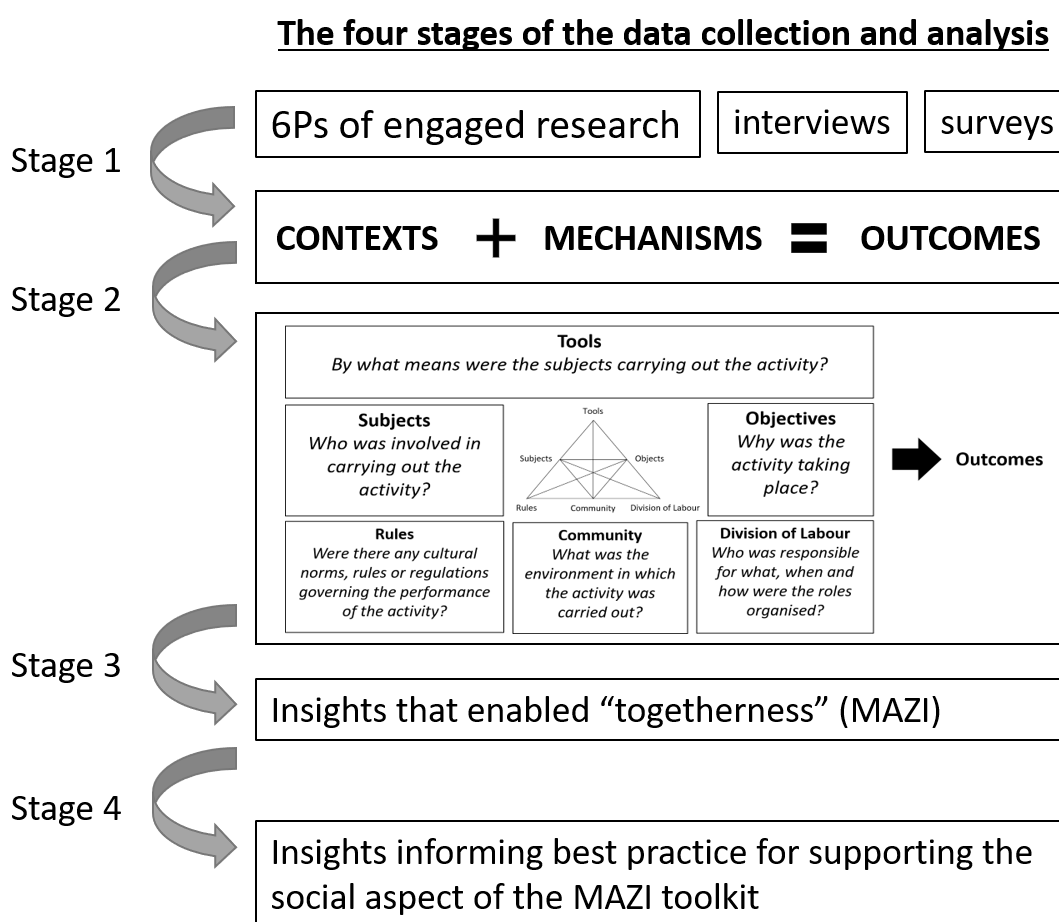 The four stages of the data collection and analysis
6Ps of engaged research
interviews
surveys
Stage 1
CONTEXTS + MECHANISMS = OUTCOMES
Stage 2
Tools
By what means were the subjects carrying out the activity?
Subjects
Who was involved in
carrying out the
activity?
Tools
Subjects
Objects
Rules
Community
Division of Labour
Objectives
Why was the
activity taking
place?
Outcomes
Rules
Were there any cultural
norms, rules or regulations
governing the performance
of the activity?
Community
What was the
environment in which
the activity was
carried out?
Division of Labour
Who was responsible
for what, when and
how were the roles
organised?
Stage 3
Insights that enabled “togetherness” (MAZI)
Stage 4
Insights informing best practice for supporting the
social aspect of the MAZI toolkit